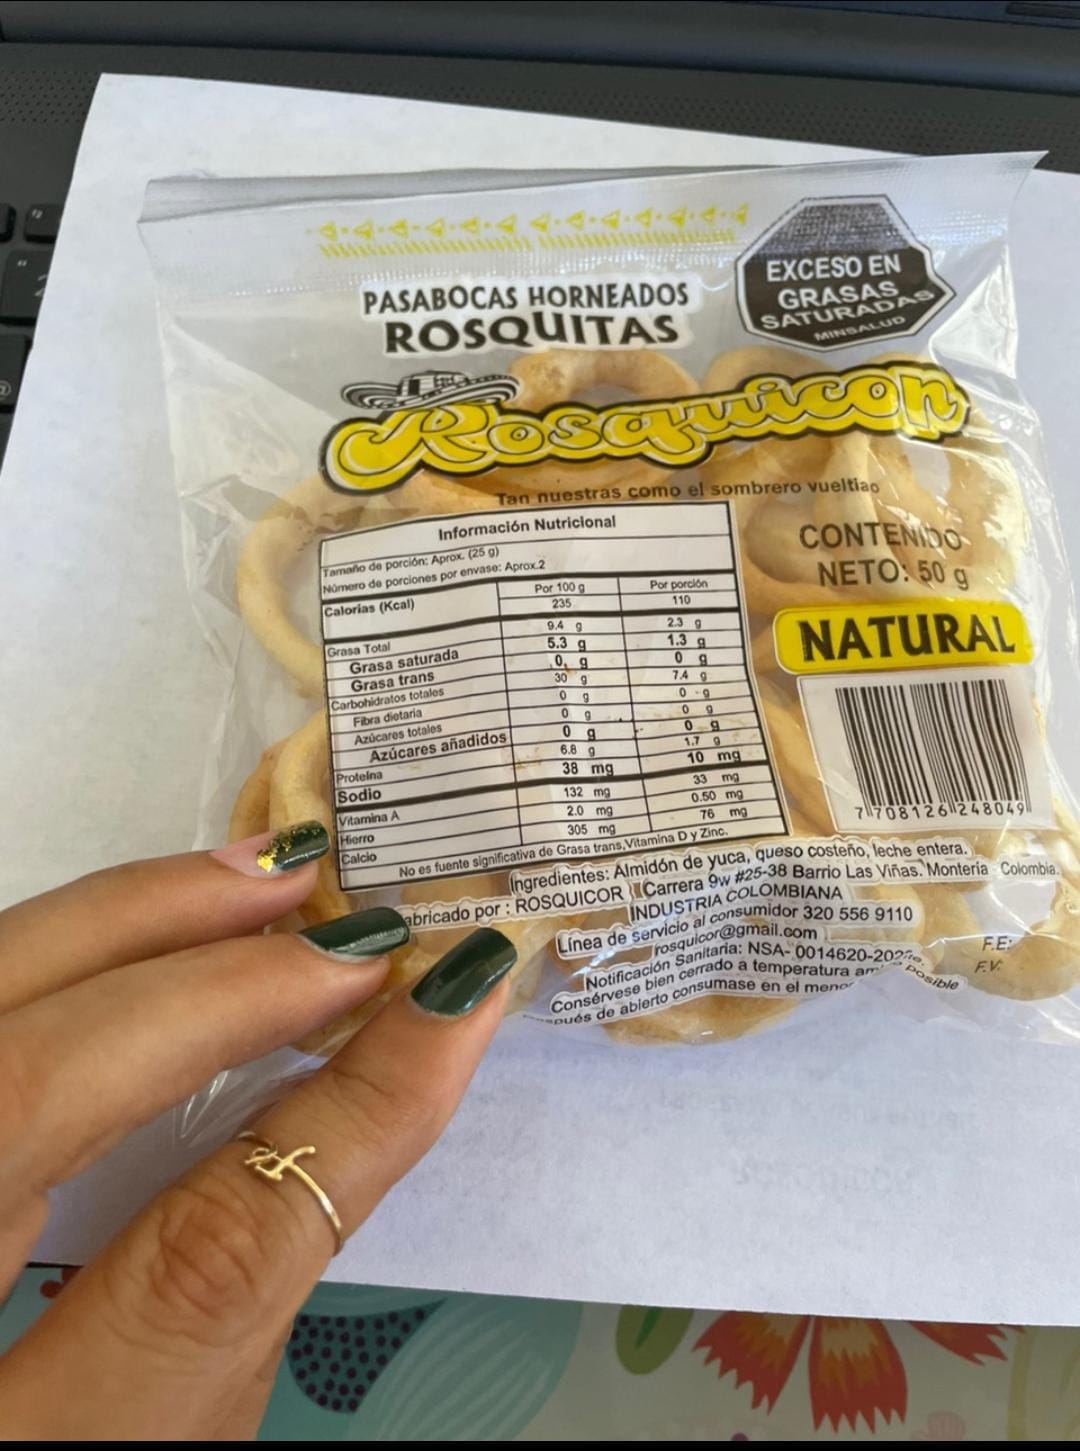 PASABOCAS HORNEADOS
ROSQUITAS
EXCESO EN
GRASAS
SATURADAS
MINSALUD
Rosquicor
Tan nuestras como el sombrero vueltiao
Información Nutricional
Tamaño de porción: Aprox. (25 g)
Número de porciones por envase: Aprox.2
Por 100 g Por porción
Calorías (Kcal) 235 110
Grasa Total 9.4 g 2.3 g
Grasa saturada 5.3 g 1.3 g
Grasa trans 0 g 0 g
Carbohidratos totales 30 g 7.4 g
Fibra dietaria 0 g 0 g
Azúcares totales 0 g 0 g
Azúcares añadidos 0 g 0 g
Proteína 6.8 g 1.7 g
Sodio 38 mg 10 mg
Vitamina A 132 mg 33 mg
Hierro 2.0 mg 0.50 mg
Calcio 305 mg 76 mg
No es fuente significativa de Grasa trans,Vitamina D y Zinc.
CONTENIDO
NETO: 50 g
NATURAL
7 708126 248049
Ingredientes: Almidón de yuca, queso costeño, leche entera.
abricado por : ROSQUICOR Carrera 9w #25-38 Barrio Las Viñas. Montería Colombia.
INDUSTRIA COLOMBIANA
Línea de servicio al consumidor 320 556 9110
rosquicor@gmail.com
Notificación Sanitaria: NSA- 0014620-202
Consérvese bien cerrado a temperatura am
pués de abierto consumase en el menor posible
F.E:
F.V: